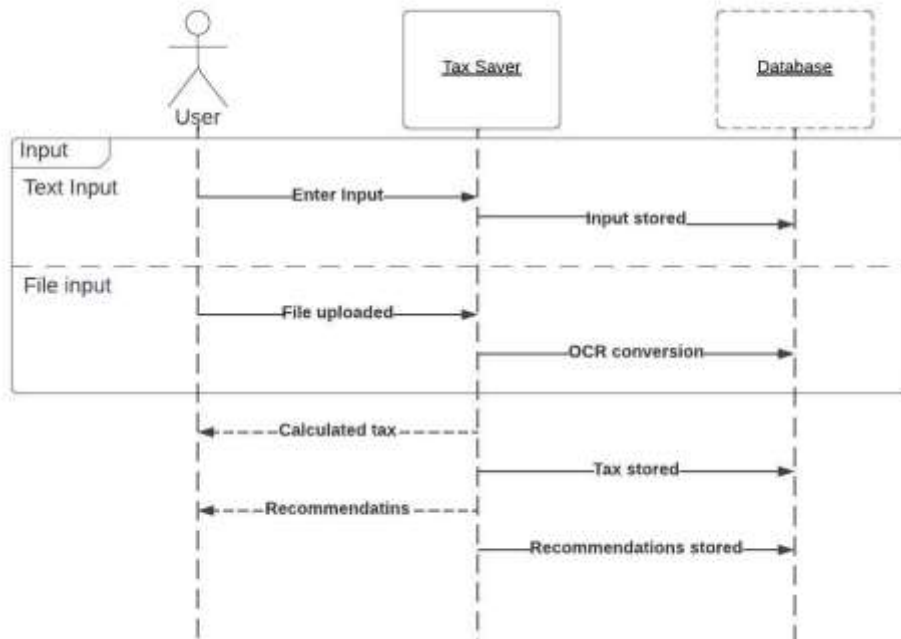 Tax Saver
Database
User
Input
Text Input
Enter Input
Input stored
File input
File uploaded
OCR conversion
Calculated tax
Tax stored
Recommendatins
Recommendations stored